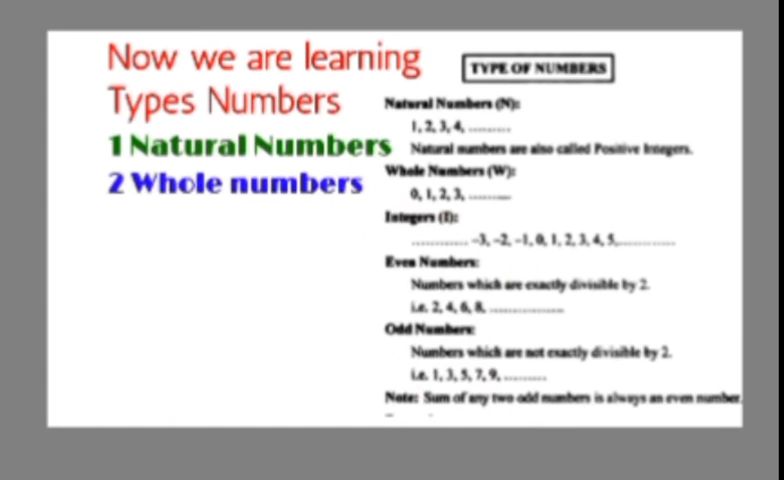 Now we are learning
Types Numbers
1 Natural Numbers
2 Whole numbers
TYPE OF NUMBERS
Natural Numbers (N):
1, 2, 3, 4, ..........
Natural numbers are also called Positive Integers.
Whole Numbers (W):
0, 1, 2, 3, ..........
Integers (I):
.............. –3, –2, –1, 0, 1, 2, 3, 4, 5,..............
Even Numbers:
Numbers which are exactly divisible by 2.
i.e. 2, 4, 6, 8, ..................
Odd Numbers:
Numbers which are not exactly divisible by 2.
i.e. 1, 3, 5, 7, 9, ..........
Note: Sum of any two odd numbers is always an even number.